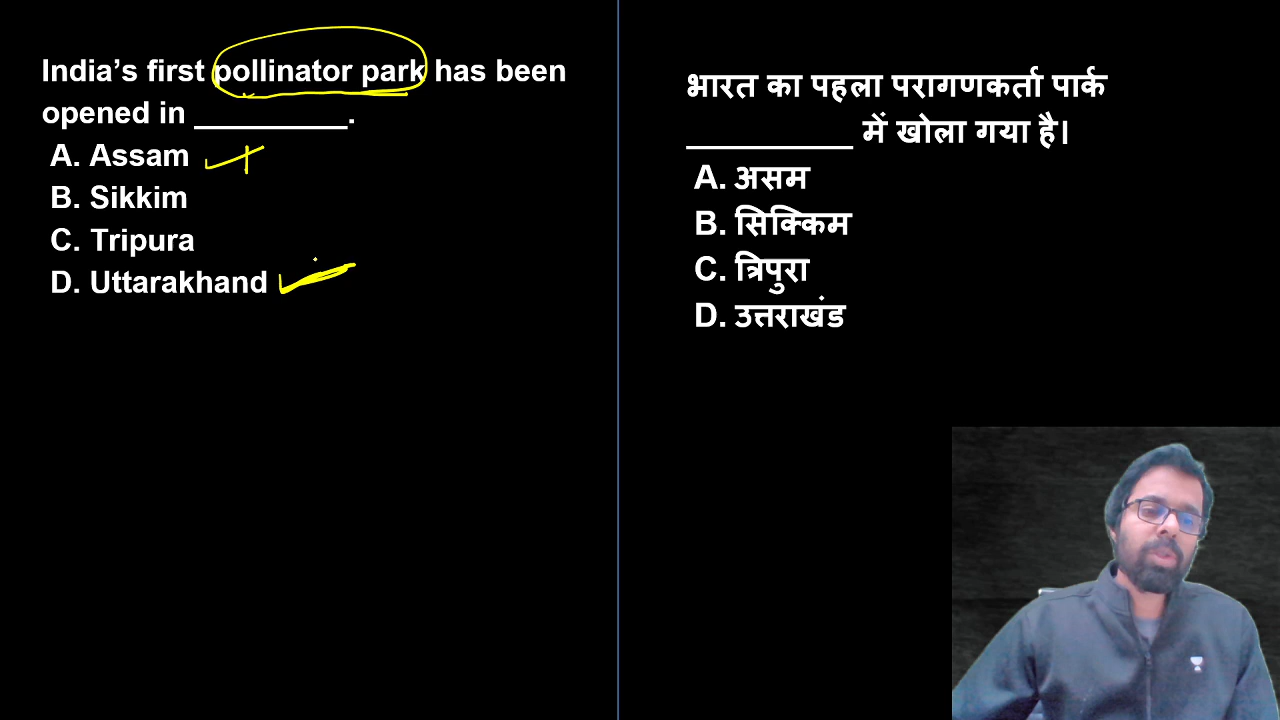 India’s first pollinator park has been
opened in _________.
A. Assam
B. Sikkim
C. Tripura
D. Uttarakhand
भारत का पहला परागणकर्ता पार्क
_________ में खोला गया है।
A. असम
B. सिक्किम
C. त्रिपुरा
D. उत्तराखंड